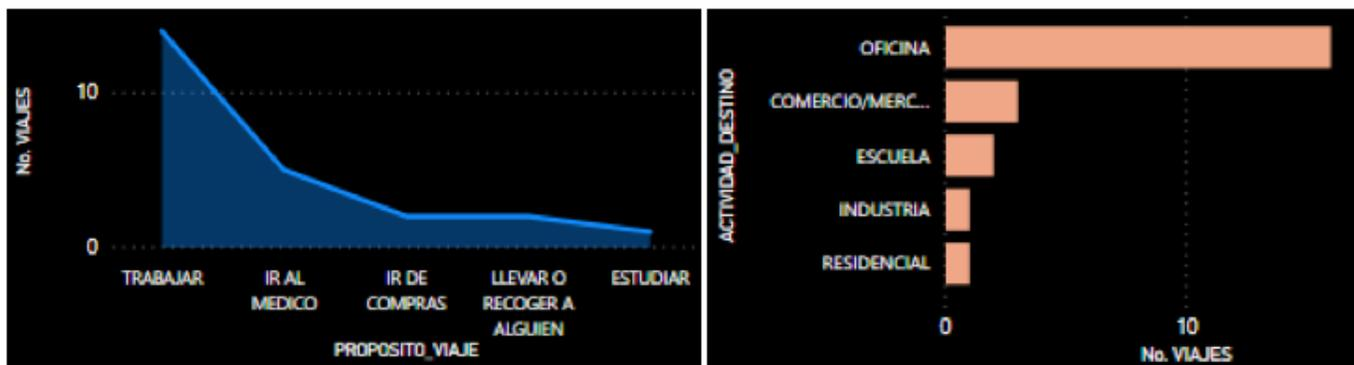 No. VIAJES
10
0
TRABAJAR
IR AL
MEDICO
IR DE
COMPRAS
LLEVAR O
RECOGER A
ALGUIEN
ESTUDIAR
PROPOSITO_VIAJE
ACTIVIDAD_DESTINO
OFICINA
COMERCIO/MERC...
ESCUELA
INDUSTRIA
RESIDENCIAL
0
10
No. VIAJES